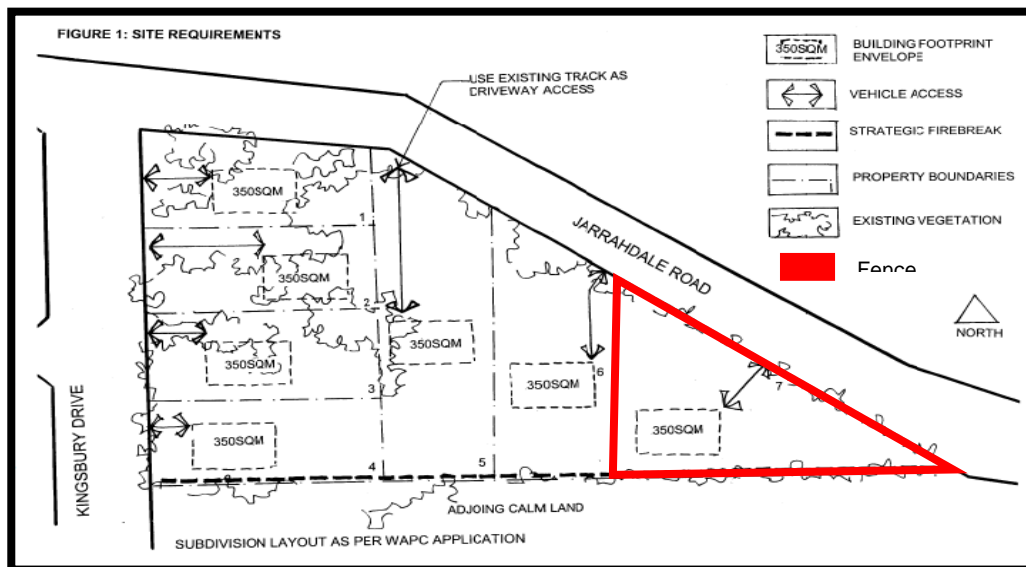 FIGURE 1: SITE REQUIREMENTS
350SQM
BUILDING FOOTPRINT
ENVELOPE
VEHICLE ACCESS
STRATEGIC FIREBREAK
PROPERTY BOUNDARIES
EXISTING VEGETATION
Fence
NORTH
USE EXISTING TRACK AS
DRIVEWAY ACCESS
JARRAHDALE ROAD
KINGSBURY DRIVE
350SQM
1
350SQM
2
350SQM
3
350SQM
4
350SQM
5
350SQM
6
350SQM
7
ADJOING CALM LAND
SUBDIVISION LAYOUT AS PER WAPC APPLICATION